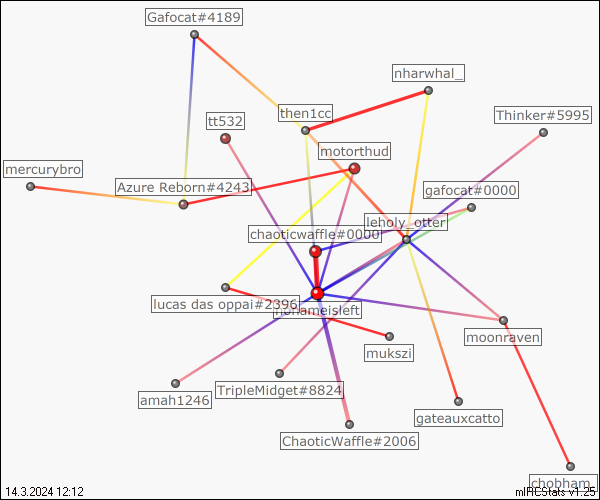 Gafocat#4189
nharwhal_
then1cc
Thinker#5995
tt532
motorthud
mercurybro
Azure Reborn#4243
gafocat#0000
leholy_otter
chaoticwaffle#0000
lucas das oppai#2396
nonameisleft
moonraven
mukszi
amah1246
TripleMidget#8824
gateauxcatto
ChaoticWaffle#2006
chobham_
14.3.2024 12:12
mIRCStats v1.25